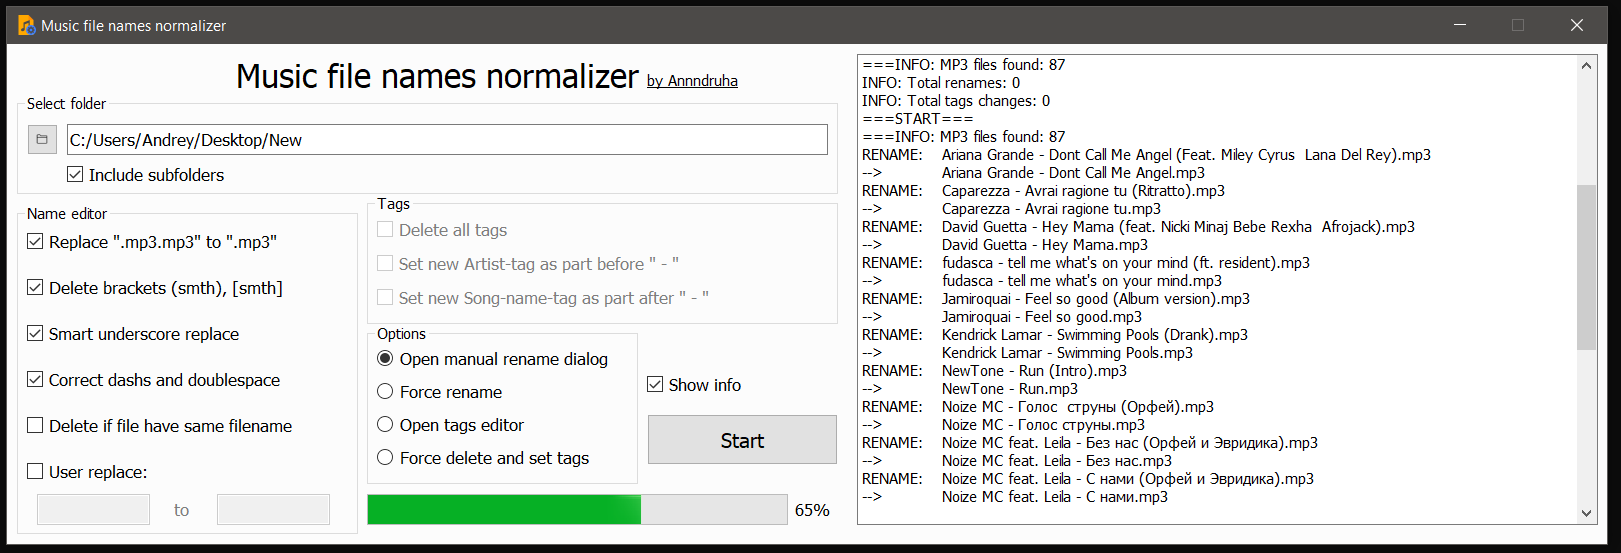 Music file names normalizer
Music file names normalizer by Annndruha
Select folder
C:/Users/Andrey/Desktop/New
Include subfolders
Name editor
Replace ".mp3.mp3" to ".mp3"
Delete brackets (smth), [smth]
Smart underscore replace
Correct dashs and doublespace
Delete if file have same filename
User replace:
to
Tags
Delete all tags
Set new Artist-tag as part before " - "
Set new Song-name-tag as part after " - "
Options
Open manual rename dialog
Force rename
Open tags editor
Force delete and set tags
Show info
Start
65%
===INFO: MP3 files found: 87
INFO: Total renames: 0
INFO: Total tags changes: 0
===START===
===INFO: MP3 files found: 87
RENAME: Ariana Grande - Dont Call Me Angel (Feat. Miley Cyrus  Lana Del Rey).mp3
--> Ariana Grande - Dont Call Me Angel.mp3
RENAME: Caparezza - Avrai ragione tu (Ritratto).mp3
--> Caparezza - Avrai ragione tu.mp3
RENAME: David Guetta - Hey Mama (feat. Nicki Minaj Bebe Rexha  Afrojack).mp3
--> David Guetta - Hey Mama.mp3
RENAME: fudasca - tell me what's on your mind (ft. resident).mp3
--> fudasca - tell me what's on your mind.mp3
RENAME: Jamiroquai - Feel so good (Album version).mp3
--> Jamiroquai - Feel so good.mp3
RENAME: Kendrick Lamar - Swimming Pools (Drank).mp3
--> Kendrick Lamar - Swimming Pools.mp3
RENAME: NewTone - Run (Intro).mp3
--> NewTone - Run.mp3
RENAME: Noize MC - Голос  струны (Орфей).mp3
--> Noize MC - Голос струны.mp3
RENAME: Noize MC feat. Leila - Без нас (Орфей и Эвридика).mp3
--> Noize MC feat. Leila - Без нас.mp3
RENAME: Noize MC feat. Leila - С нами (Орфей и Эвридика).mp3
--> Noize MC feat. Leila - С нами.mp3